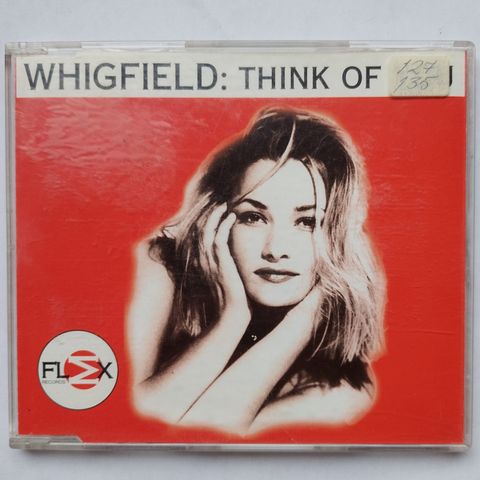 WHIGFIELD: THINK OF
127
135
FLEX
RECORDS